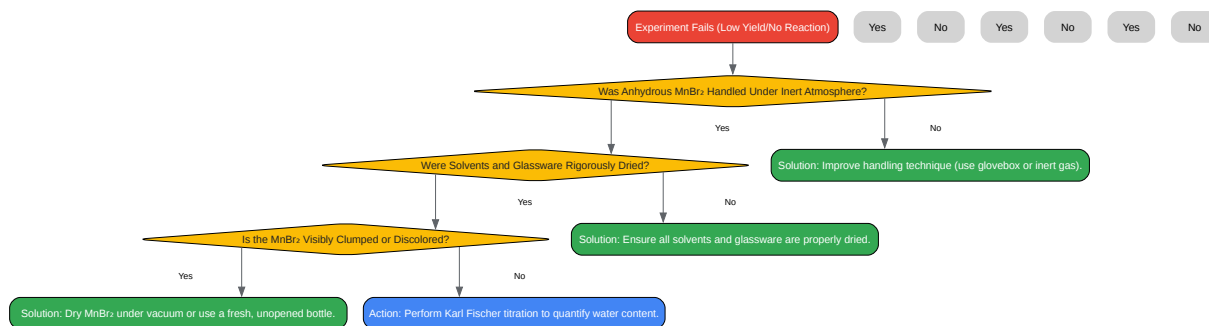 Experiment Fails (Low Yield/No Reaction)
Yes
No
Yes
No
Yes
No
Was Anhydrous MnBr₂ Handled Under Inert Atmosphere?
Yes
No
Were Solvents and Glassware Rigorously Dried?
Solution: Improve handling technique (use glovebox or inert gas).
Yes
No
Is the MnBr₂ Visibly Clumped or Discolored?
Solution: Ensure all solvents and glassware are properly dried.
Yes
No
Solution: Dry MnBr₂ under vacuum or use a fresh, unopened bottle.
Action: Perform Karl Fischer titration to quantify water content.